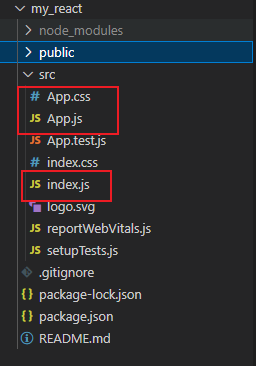 my_react
node_modules
public
src
# App.css
JS App.js
JS App.test.js
# index.css
JS index.js
logo.svg
JS reportWebVitals.js
JS setupTests.js
.gitignore
{} package-lock.json
{} package.json
README.md